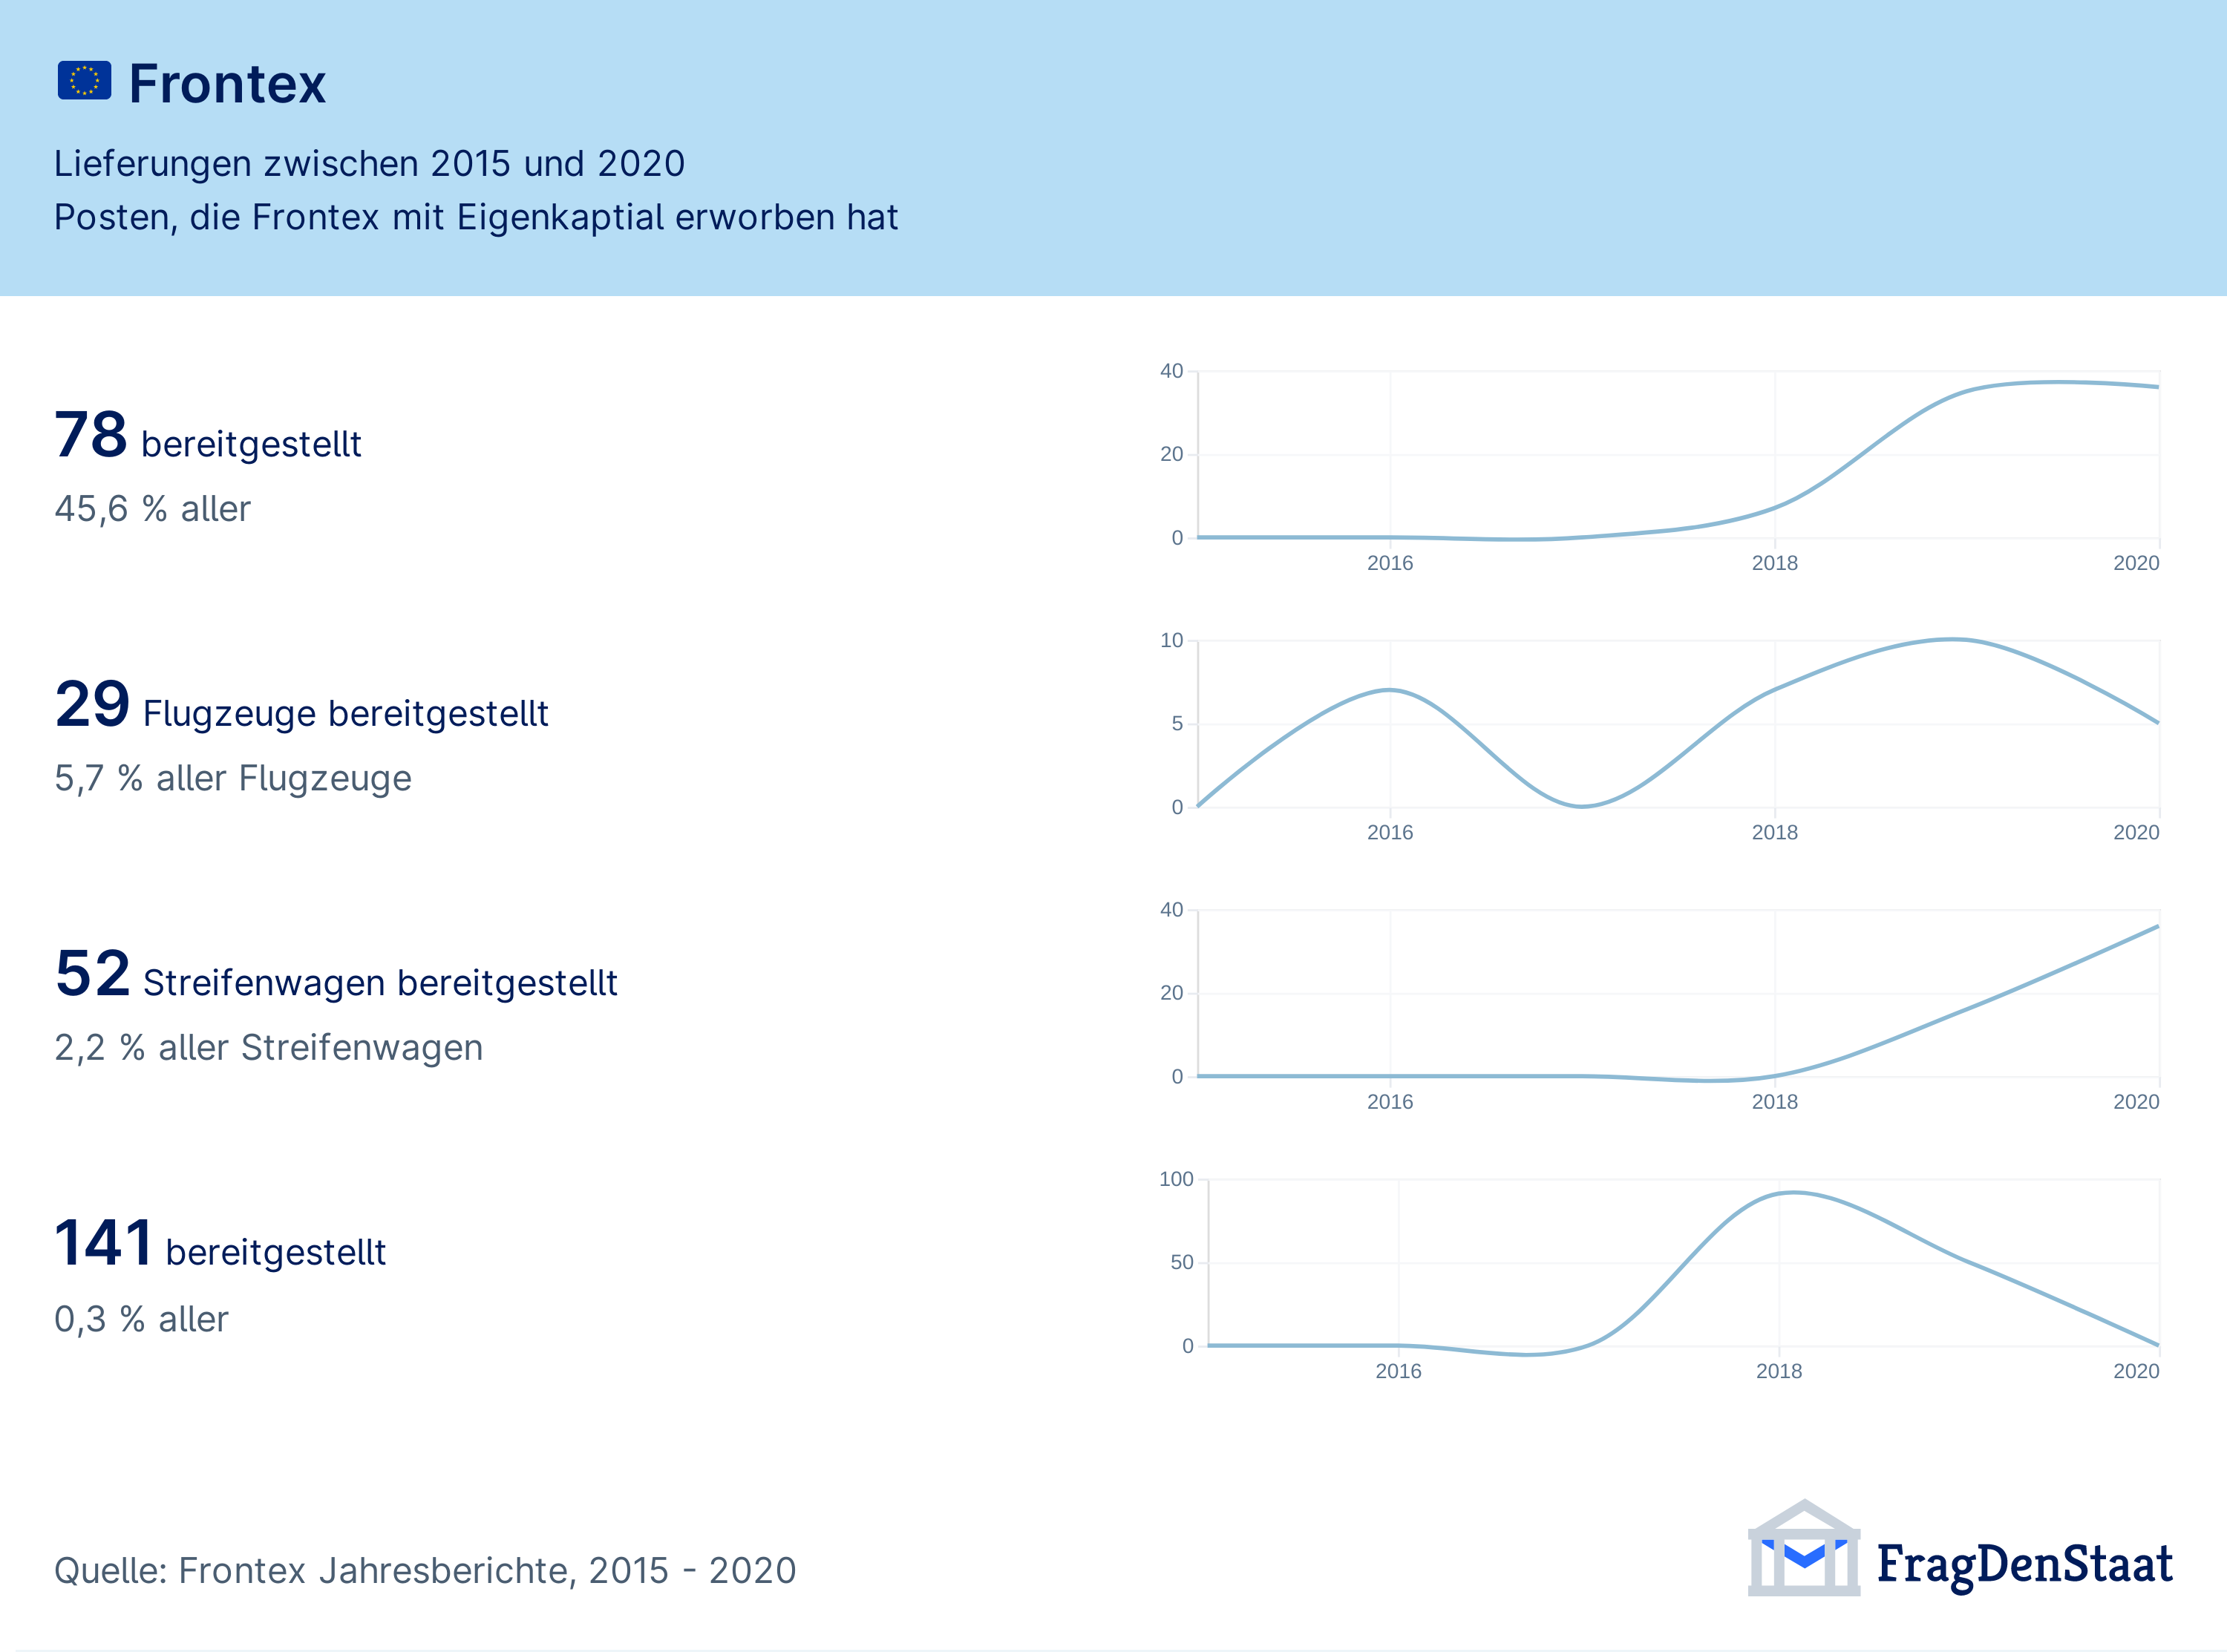 Frontex
Lieferungen zwischen 2015 und 2020
Posten, die Frontex mit Eigenkaptial erworben hat
78 bereitgestellt
45,6 % aller
40
20
0
2016 2018 2020
29 Flugzeuge bereitgestellt
5,7 % aller Flugzeuge
10
5
0
2016 2018 2020
52 Streifenwagen bereitgestellt
2,2 % aller Streifenwagen
40
20
0
2016 2018 2020
141 bereitgestellt
0,3 % aller
100
50
0
2016 2018 2020
Quelle: Frontex Jahresberichte, 2015 - 2020
FragDenStaat